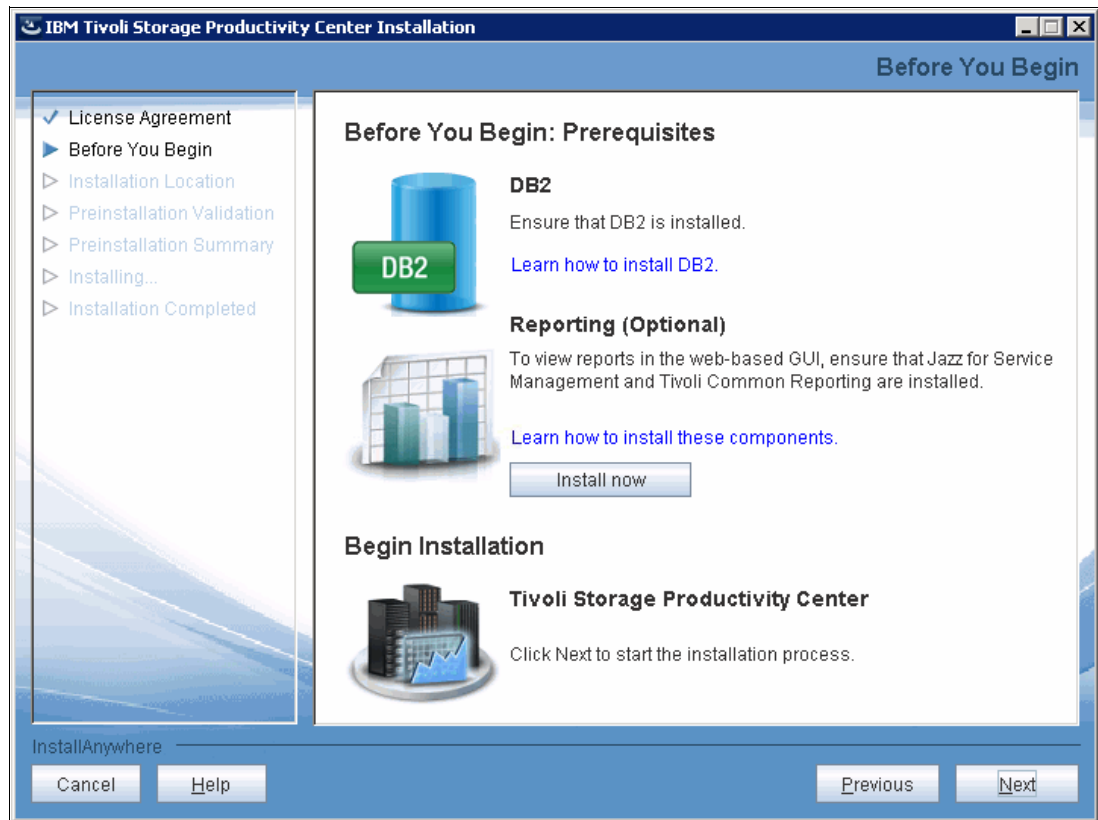 IBM Tivoli Storage Productivity Center Installation
Before You Begin
License Agreement
Before You Begin
Installation Location
Preinstallation Validation
Preinstallation Summary
Installing...
Installation Completed
Before You Begin: Prerequisites
DB2
DB2
Ensure that DB2 is installed.
Learn how to install DB2.
Reporting (Optional)
To view reports in the web-based GUI, ensure that Jazz for Service
Management and Tivoli Common Reporting are installed.
Learn how to install these components.
Install now
Begin Installation
Tivoli Storage Productivity Center
Click Next to start the installation process.
InstallAnywhere
Cancel
Help
Previous
Next